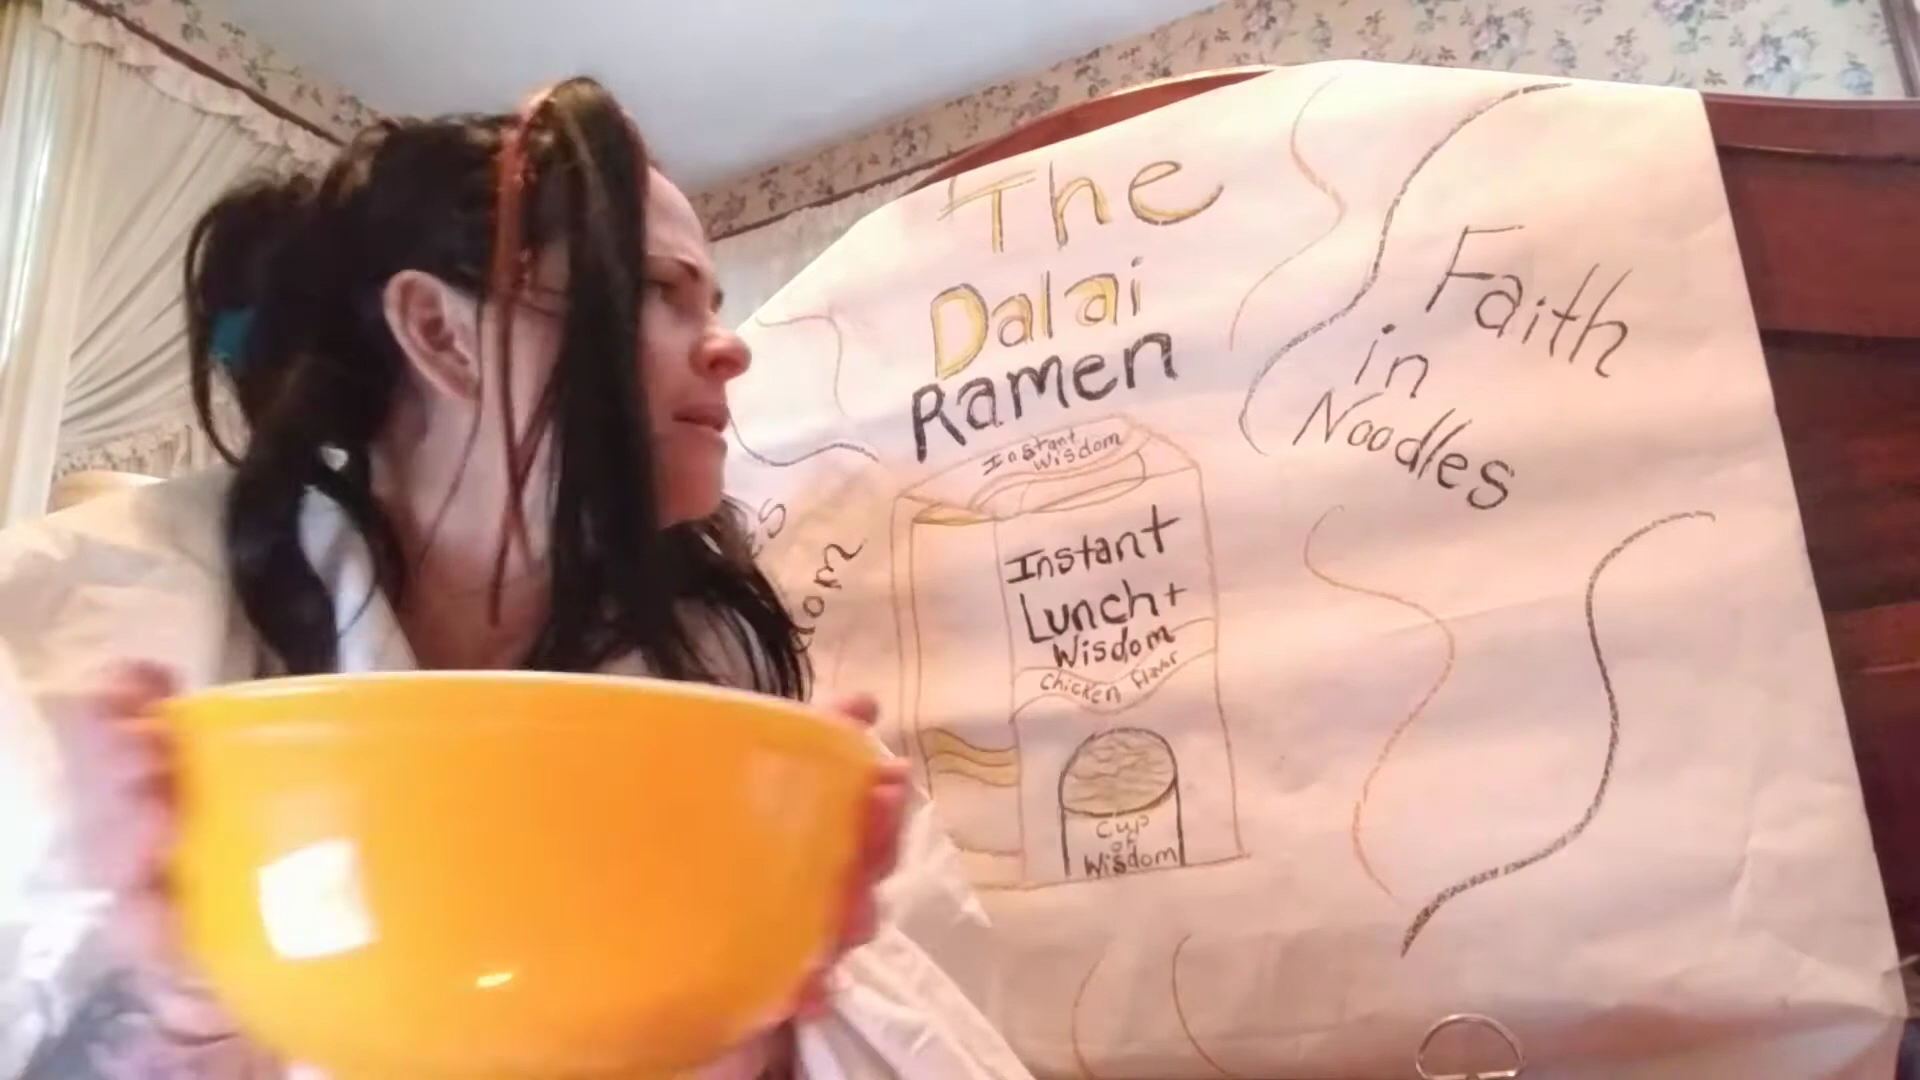 The
Dalai
Ramen
Instant
Wisdom
Instant
Lunch +
Wisdom
Chicken Flavor
Cup
of
Wisdom
Faith
in
Noodles